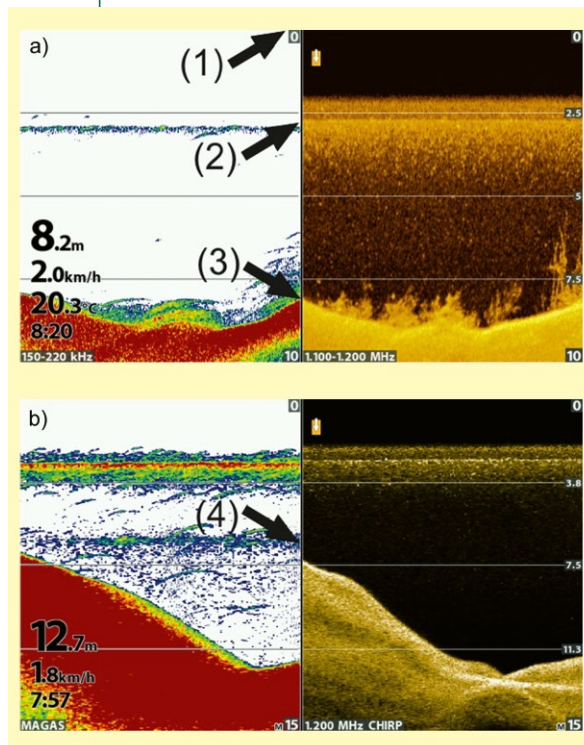 a)
(1)
0
2.5
(2)
5
8.2m
2.0km/h
(3)
7.5
20.3°C
8:20
150-220 kHz
10
1.100-1.200 MHz
10
b)
0
0
3.8
(4)
7.5
12.7m
1.8km/h
11.3
7:57
MAGAS
M 15
1.200 MHz CHIRP
M 15